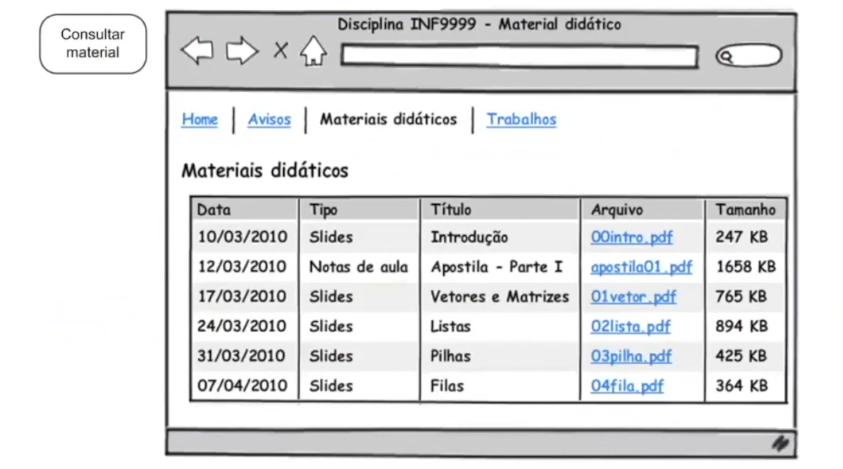 Consultar
material
Disciplina INF9999 - Material didático
Home | Avisos | Materiais didáticos | Trabalhos
Materiais didáticos
Data Tipo Título Arquivo Tamanho
10/03/2010 Slides Introdução 00intro.pdf 247 KB
12/03/2010 Notas de aula Apostila - Parte I apostila01.pdf 1658 KB
17/03/2010 Slides Vetores e Matrizes 01vetor.pdf 765 KB
24/03/2010 Slides Listas 02lista.pdf 894 KB
31/03/2010 Slides Pilhas 03pilha.pdf 425 KB
07/04/2010 Slides Filas 04fila.pdf 364 KB